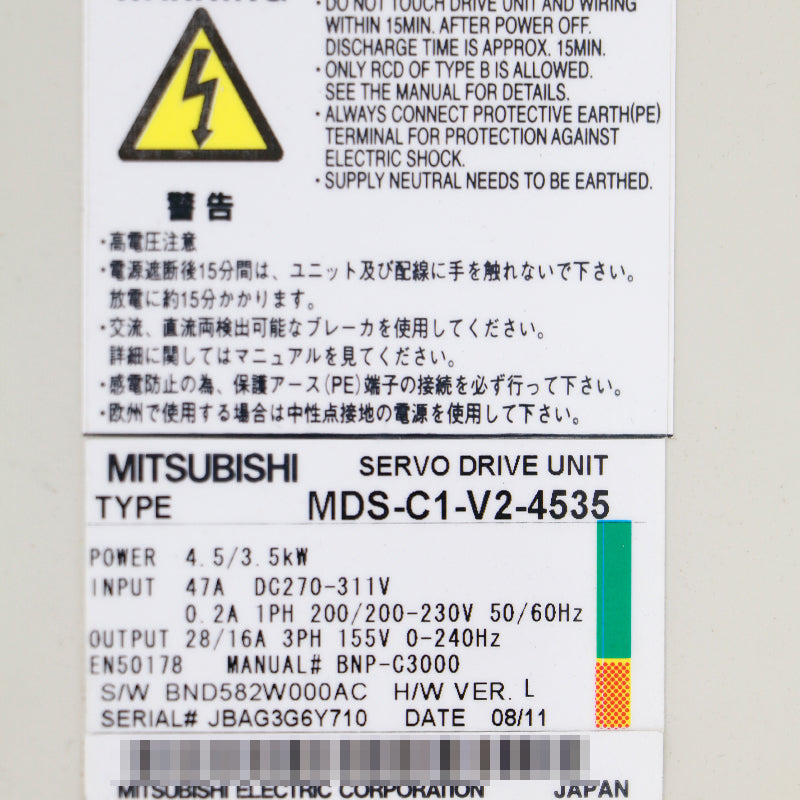 · DO NOT TOUCH DRIVE UNIT AND WIRING
WITHIN 15MIN. AFTER POWER OFF.
DISCHARGE TIME IS APPROX. 15MIN.
· ONLY RCD OF TYPE B IS ALLOWED.
SEE THE MANUAL FOR DETAILS.
· ALWAYS CONNECT PROTECTIVE EARTH(PE)
TERMINAL FOR PROTECTION AGAINST
ELECTRIC SHOCK.
· SUPPLY NEUTRAL NEEDS TO BE EARTHED.
警告
・高電圧注意
・電源遮断後15分間は、ユニット及び配線に手を触れないで下さい。
放電に約15分かかります。
・交流、直流両検出可能なブレーカを使用してください。
詳細に関してはマニュアルを見てください。
・感電防止の為、保護アース(PE)端子の接続を必ず行って下さい。
・欧州で使用する場合は中性点接地の電源を使用して下さい。
MITSUBISHI SERVO DRIVE UNIT
TYPE MDS-C1-V2-4535
POWER 4.5/3.5kW
INPUT 47A DC270-311V
0.2A 1PH 200/200-230V 50/60Hz
OUTPUT 28/16A 3PH 155V 0-240Hz
EN50178 MANUAL# BNP-C3000
S/W BND582W000AC H/W VER. L
SERIAL# JBAG3G6Y710 DATE 08/11
MITSUBISHI ELECTRIC CORPORATION JAPAN